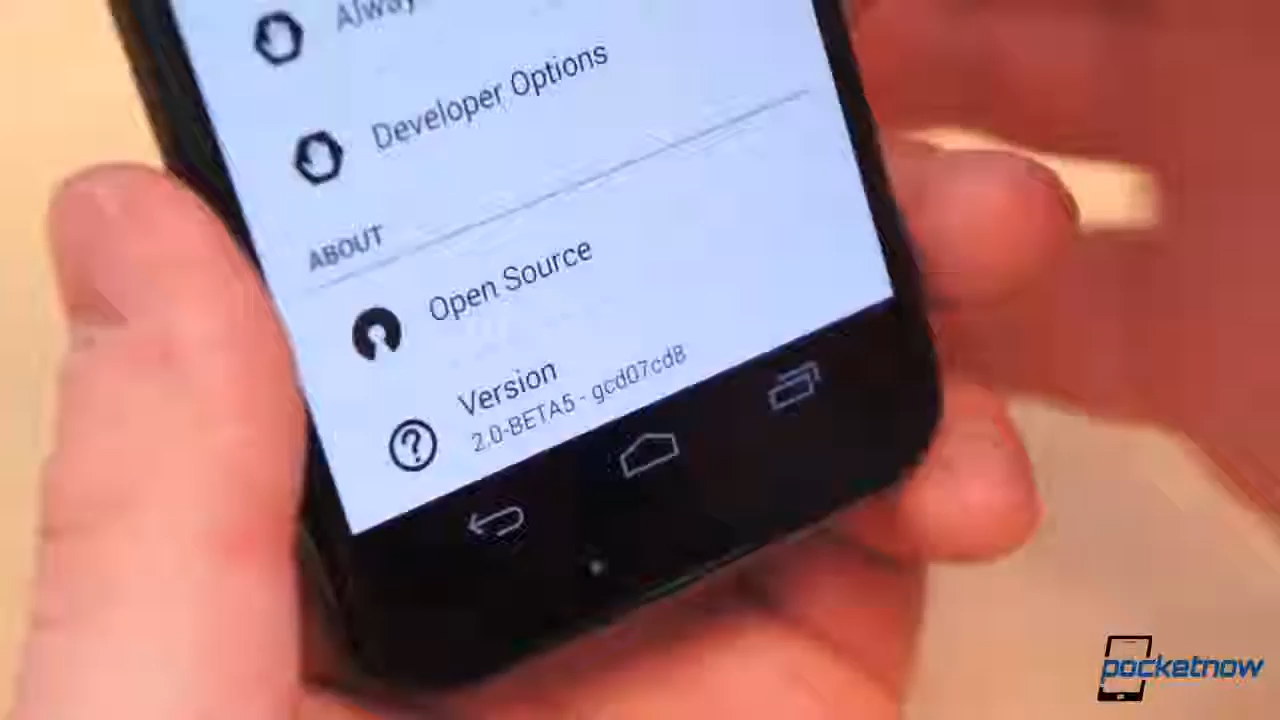 Developer Options
ABOUT
Open Source
Version
2.0-BETA5 - gcd07cd8
pocketnow